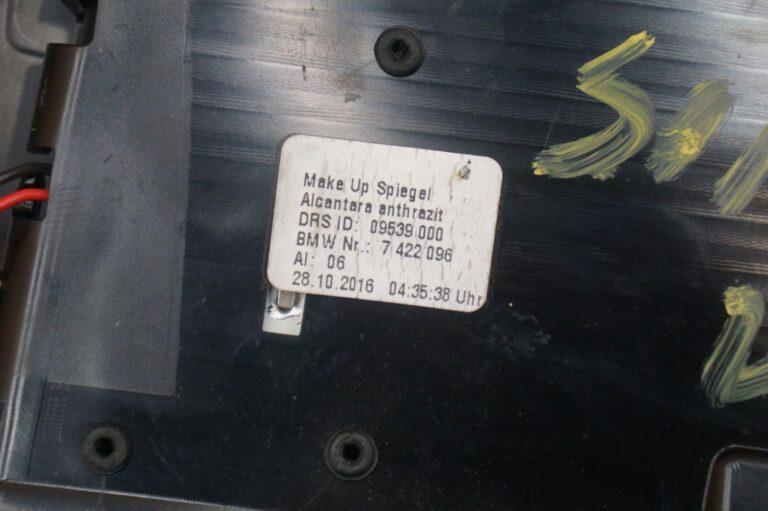 Make Up Spiegel
Alcantara anthrazit
DRS ID: 09539 000
BMW Nr.: 7 422 096
AI: 06
28.10.2016 04:35:38 Uhr